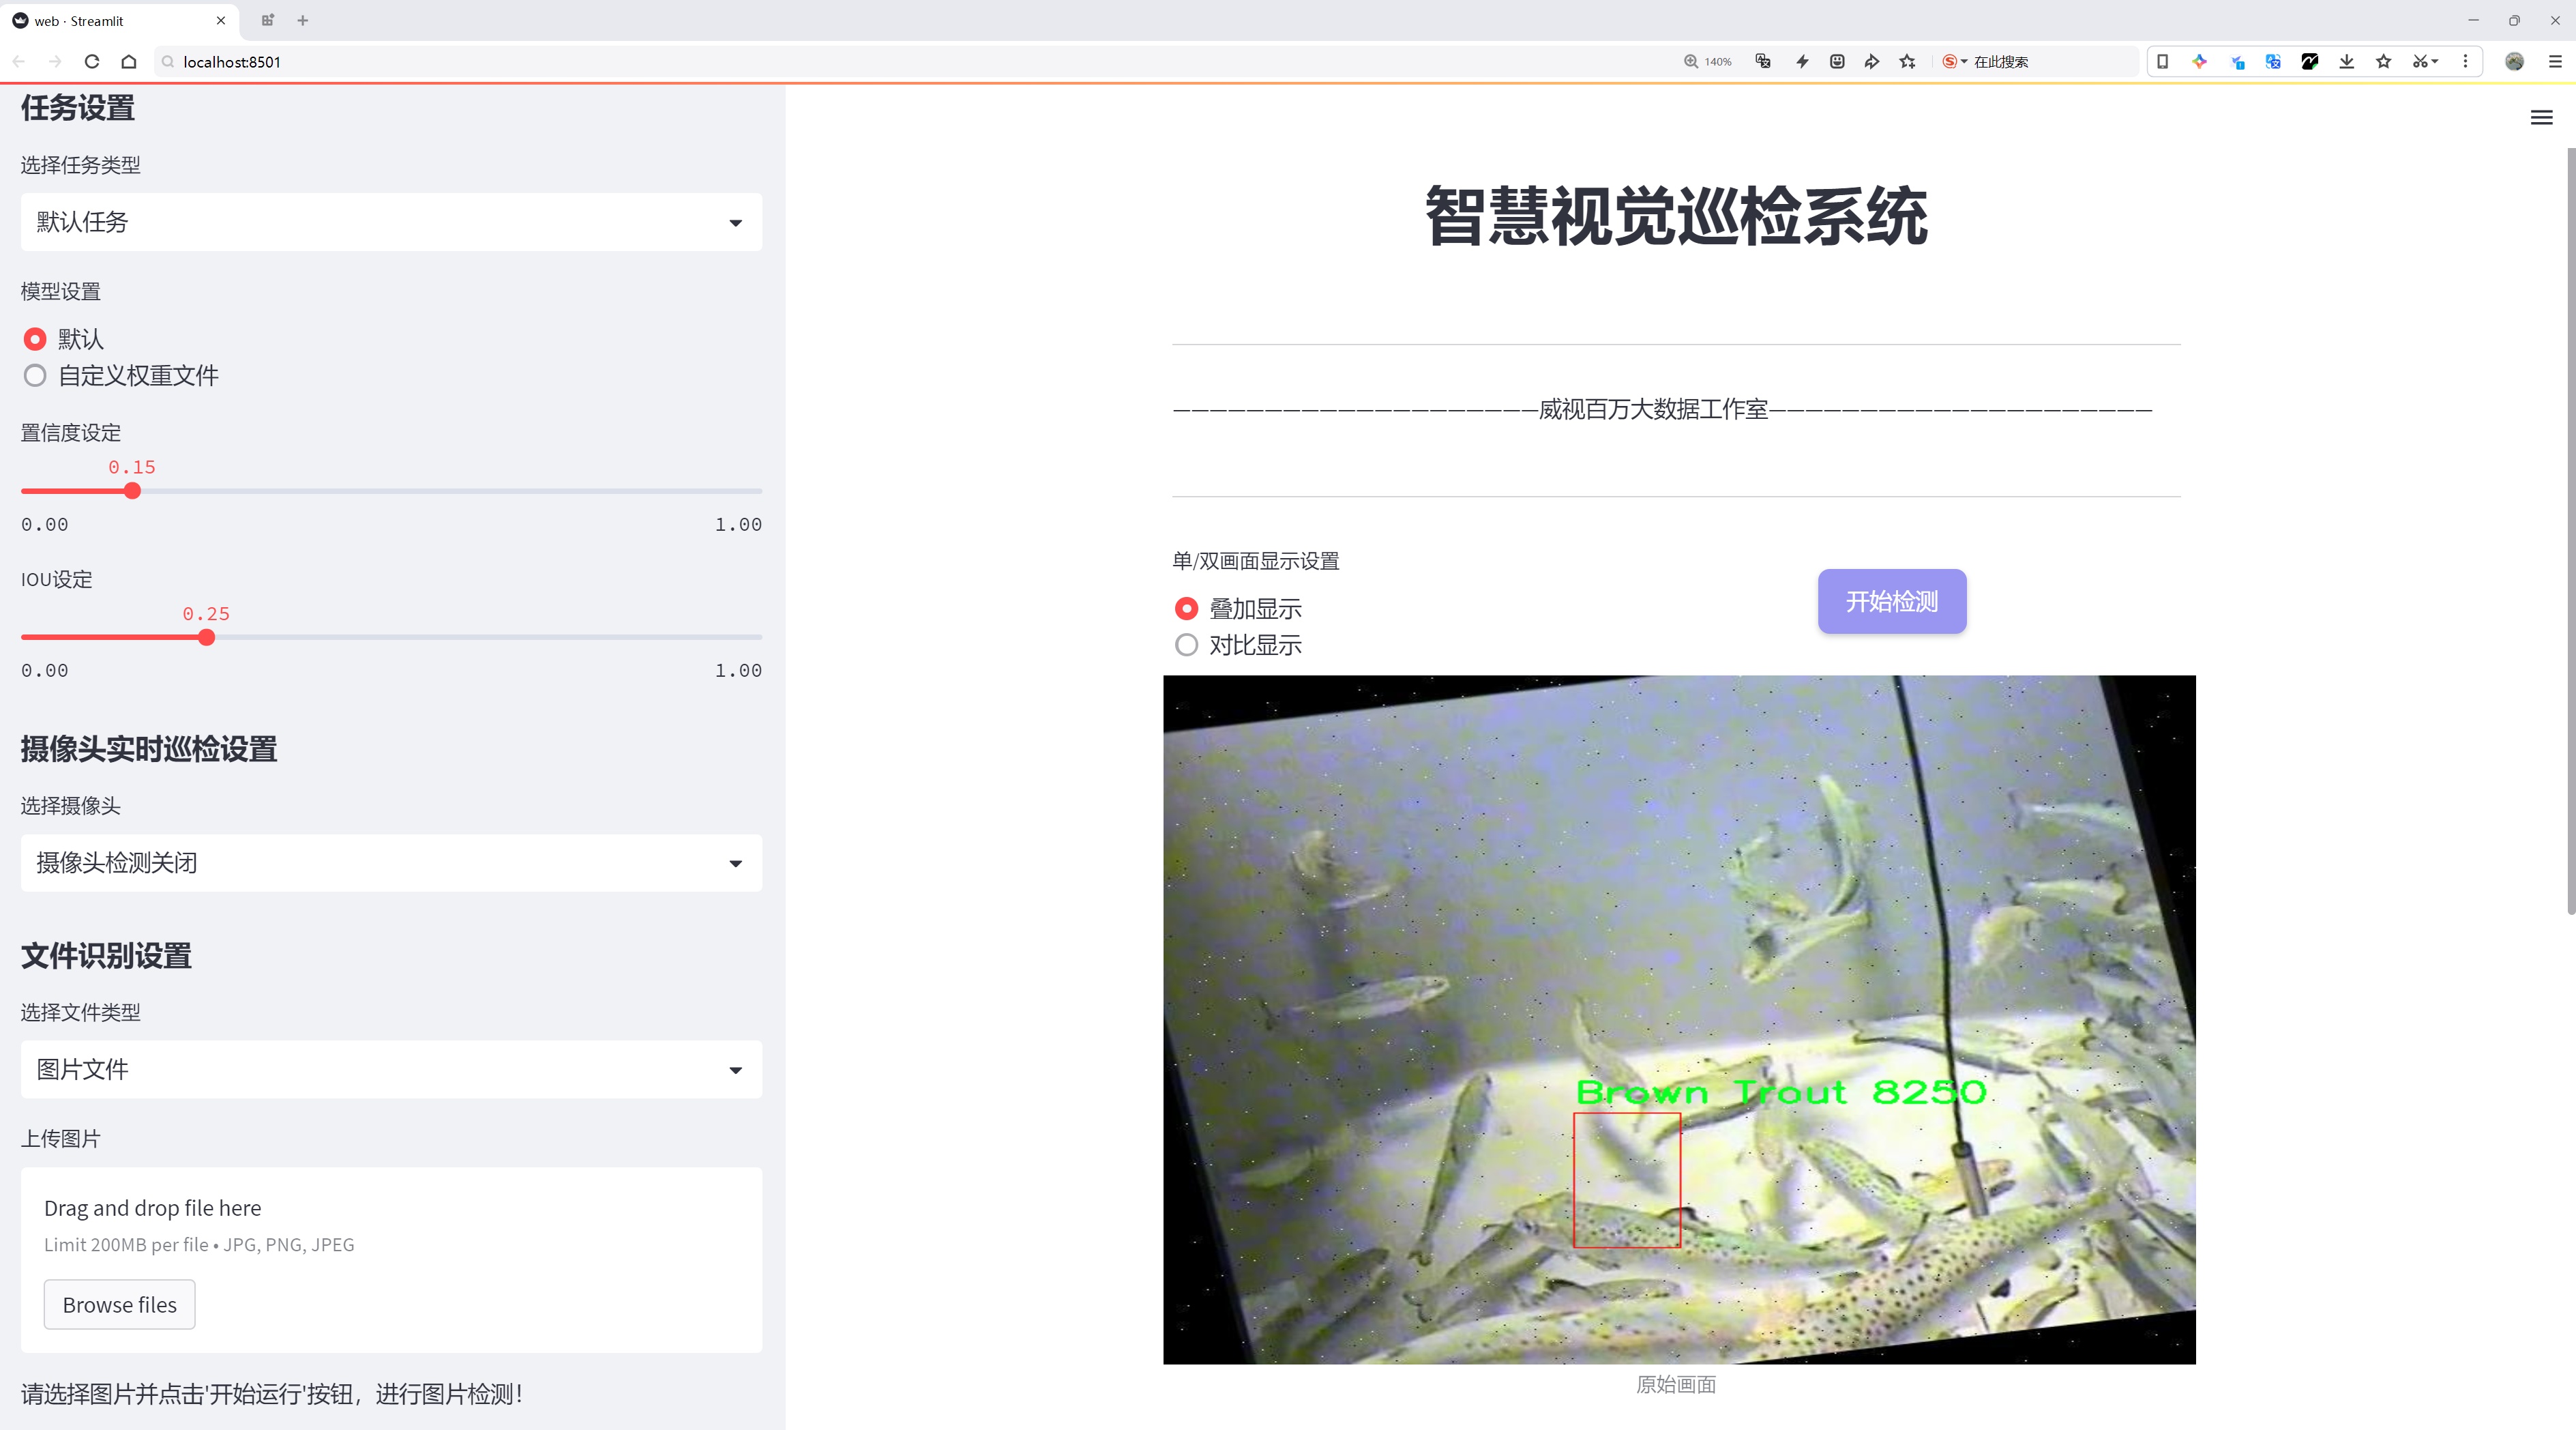 web · Streamlit
localhost:8501
140%
在此搜索
任务设置
选择任务类型
默认任务
模型设置
默认
自定义权重文件
置信度设定
0.15
0.00 1.00
IOU设定
0.25
0.00 1.00
摄像头实时巡检设置
选择摄像头
摄像头检测关闭
文件识别设置
选择文件类型
图片文件
上传图片
Drag and drop file here
Limit 200MB per file • JPG, PNG, JPEG
Browse files
请选择图片并点击'开始运行'按钮，进行图片检测！
智慧视觉巡检系统
—————————————————————威视百万大数据工作室—————————————————————
单/双画面显示设置
叠加显示
对比显示
开始检测
Brown Trout 8250
原始画面